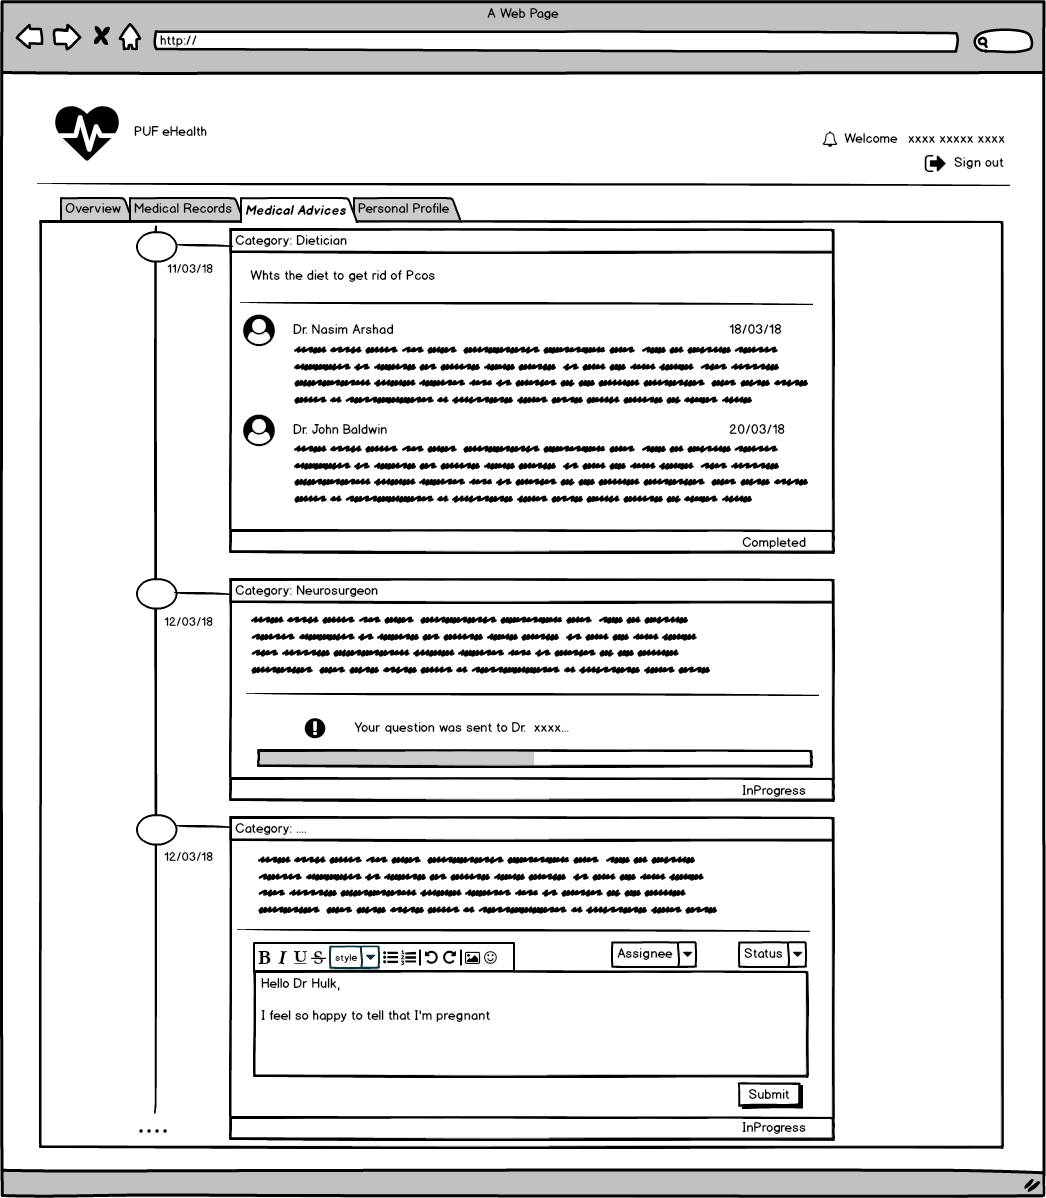 A Web Page
http://
PUF eHealth
Welcome xxxx xxxxx xxxx
Sign out
Overview Medical Records Medical Advices Personal Profile
Category: Dietician
11/03/18
Whts the diet to get rid of Pcos
Dr. Nasim Arshad 18/03/18
Dr. John Baldwin 20/03/18
Completed
Category: Neurosurgeon
12/03/18
Your question was sent to Dr. xxxx...
InProgress
Category: ....
12/03/18
B I U S style Assignee Status
Hello Dr Hulk,
I feel so happy to tell that I'm pregnant
Submit
InProgress
....